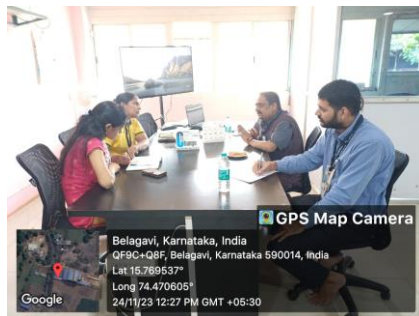 GPS Map Camera
Belagavi, Karnataka, India
QF9C+Q8F, Belagavi, Karnataka 590014, India
Lat 15.769537°
Long 74.470605°
24/11/23 12:27 PM GMT +05:30
Google